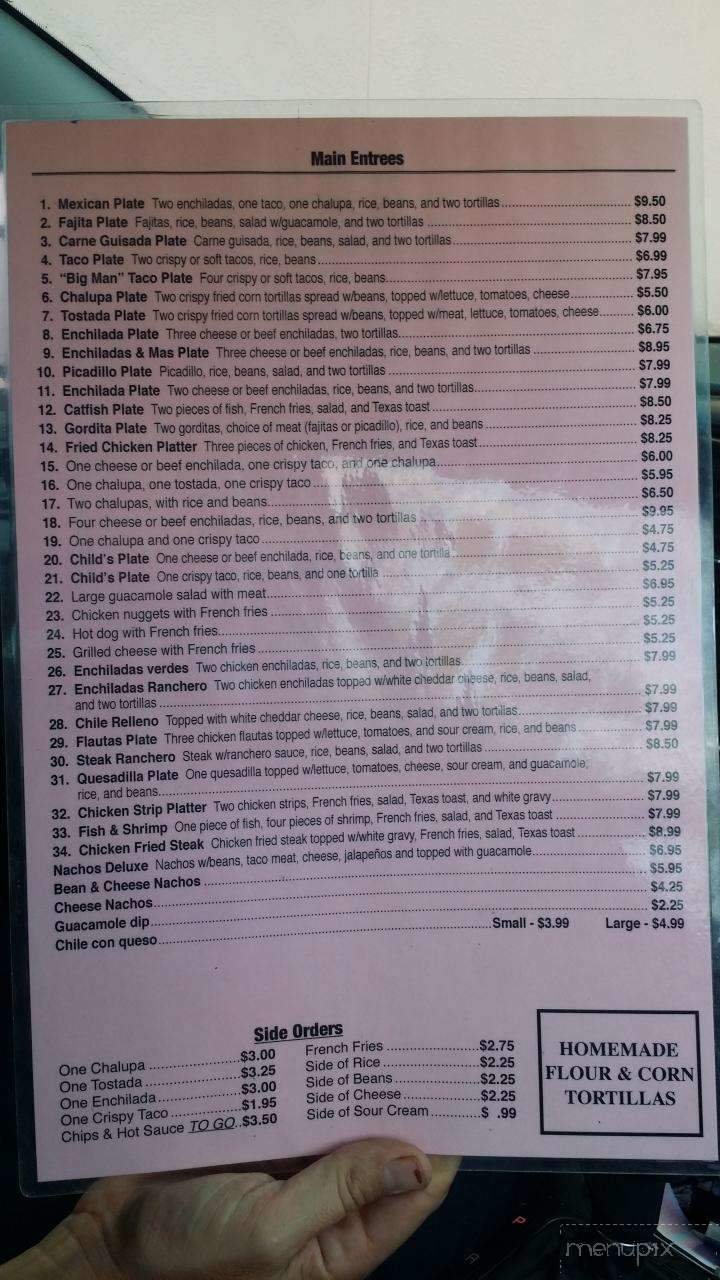 Main Entrees
1. Mexican Plate Two enchiladas, one taco, one chalupa, rice, beans, and two tortillas.......... $9.50
2. Fajita Plate Fajitas, rice, beans, salad w/guacamole, and two tortillas .......... $8.50
3. Carne Guisada Plate Carne guisada, rice, beans, salad, and two tortillas.......... $7.99
4. Taco Plate Two crispy or soft tacos, rice, beans.......... $6.99
5. “Big Man” Taco Plate Four crispy or soft tacos, rice, beans.......... $7.95
6. Chalupa Plate Two crispy fried corn tortillas spread w/beans, topped w/lettuce, tomatoes, cheese.......... $5.50
7. Tostada Plate Two crispy fried corn tortillas spread w/beans, topped w/meat, lettuce, tomatoes, cheese.......... $6.00
8. Enchilada Plate Three cheese or beef enchiladas, two tortillas.......... $6.75
9. Enchiladas & Mas Plate Three cheese or beef enchiladas, rice, beans, and two tortillas .......... $8.95
10. Picadillo Plate Picadillo, rice, beans, salad, and two tortillas .......... $7.99
11. Enchilada Plate Two cheese or beef enchiladas, rice, beans, and two tortillas.......... $7.99
12. Catfish Plate Two pieces of fish, French fries, salad, and Texas toast .......... $8.50
13. Gordita Plate Two gorditas, choice of meat (fajitas or picadillo), rice, and beans .......... $8.25
14. Fried Chicken Platter Three pieces of chicken, French fries, and Texas toast.......... $8.25
15. One cheese or beef enchilada, one crispy taco, and one chalupa.......... $6.00
16. One chalupa, one tostada, one crispy taco .......... $5.95
17. Two chalupas, with rice and beans.......... $6.50
18. Four cheese or beef enchiladas, rice, beans, and two tortillas .......... $9.95
19. One chalupa and one crispy taco .......... $4.75
20. Child's Plate One cheese or beef enchilada, rice, beans, and one tortilla.......... $4.75
21. Child's Plate One crispy taco, rice, beans, and one tortilla .......... $5.25
22. Large guacamole salad with meat.......... $6.95
23. Chicken nuggets with French fries .......... $5.25
24. Hot dog with French fries.......... $5.25
25. Grilled cheese with French fries .......... $5.25
26. Enchiladas verdes Two chicken enchiladas, rice, beans, and two tortillas.......... $7.99
27. Enchiladas Ranchero Two chicken enchiladas topped w/white cheddar cheese, rice, beans, salad,
and two tortillas .......... $7.99
28. Chile Relleno Topped with white cheddar cheese, rice, beans, salad, and two tortillas.......... $7.99
29. Flautas Plate Three chicken flautas topped w/lettuce, tomatoes, and sour cream, rice, and beans .......... $7.99
30. Steak Ranchero Steak w/ranchero sauce, rice, beans, salad, and two tortillas .......... $8.50
31. Quesadilla Plate One quesadilla topped w/lettuce, tomatoes, cheese, sour cream, and guacamole,
rice, and beans.......... $7.99
32. Chicken Strip Platter Two chicken strips, French fries, salad, Texas toast, and white gravy.......... $7.99
33. Fish & Shrimp One piece of fish, four pieces of shrimp, French fries, salad, and Texas toast .......... $7.99
34. Chicken Fried Steak Chicken fried steak topped w/white gravy, French fries, salad, Texas toast .......... $8.99
Nachos Deluxe Nachos w/beans, taco meat, cheese, jalapeños and topped with guacamole.......... $6.95
Bean & Cheese Nachos .......... $5.95
Cheese Nachos.......... $4.25
Guacamole dip.......... $2.25
Chile con queso.......... Small - $3.99 Large - $4.99
Side Orders
One Chalupa ..........$3.00
One Tostada ..........$3.25
One Enchilada..........$3.00
One Crispy Taco ..........$1.95
Chips & Hot Sauce TO GO..$3.50
French Fries ..........$2.75
Side of Rice ..........$2.25
Side of Beans ..........$2.25
Side of Cheese..........$2.25
Side of Sour Cream ..........$ .99
HOMEMADE
FLOUR & CORN
TORTILLAS
P
menupix